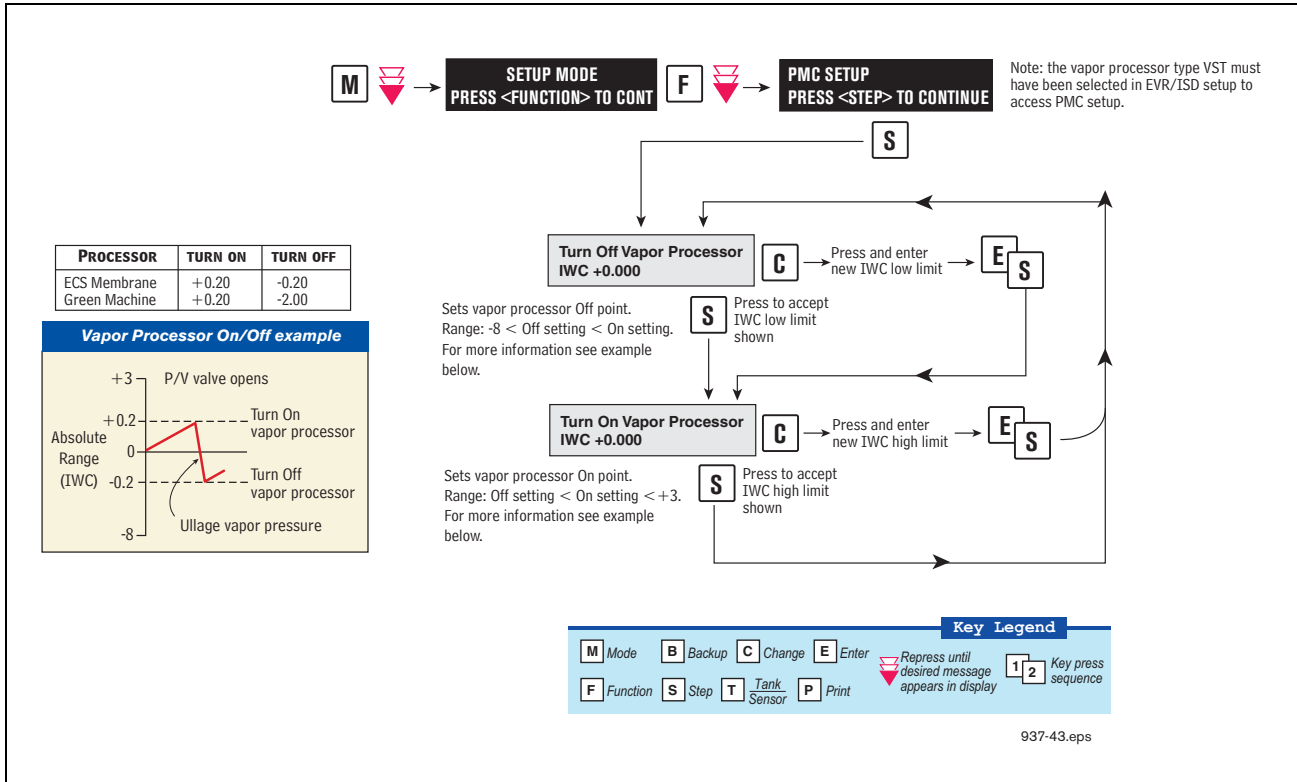 M
SETUP MODE
PRESS <FUNCTION> TO CONT
F
PMC SETUP
PRESS <STEP> TO CONTINUE
Note: the vapor processor type VST must
have been selected in EVR/ISD setup to
access PMC setup.
S
Turn Off Vapor Processor
IWC +0.000
C
Press and enter
new IWC low limit
E
S
Sets vapor processor Off point.
Range: -8 < Off setting < On setting.
For more information see example
below.
S
Press to accept
IWC low limit
shown
Turn On Vapor Processor
IWC +0.000
C
Press and enter
new IWC high limit
E
S
Sets vapor processor On point.
Range: Off setting < On setting < +3.
For more information see example
below.
S
Press to accept
IWC high limit
shown
PROCESSOR TURN ON TURN OFF
ECS Membrane +0.20 -0.20
Green Machine +0.20 -2.00
Vapor Processor On/Off example
+3 P/V valve opens
+0.2 Turn On
vapor processor
Absolute
Range
(IWC)
0
-0.2 Turn Off
vapor processor
Ullage vapor pressure
-8
Key Legend
M Mode B Backup C Change E Enter
Repress until
desired message
appears in display
1 2 Key press
sequence
F Function S Step T Tank
Sensor
P Print
937-43.eps